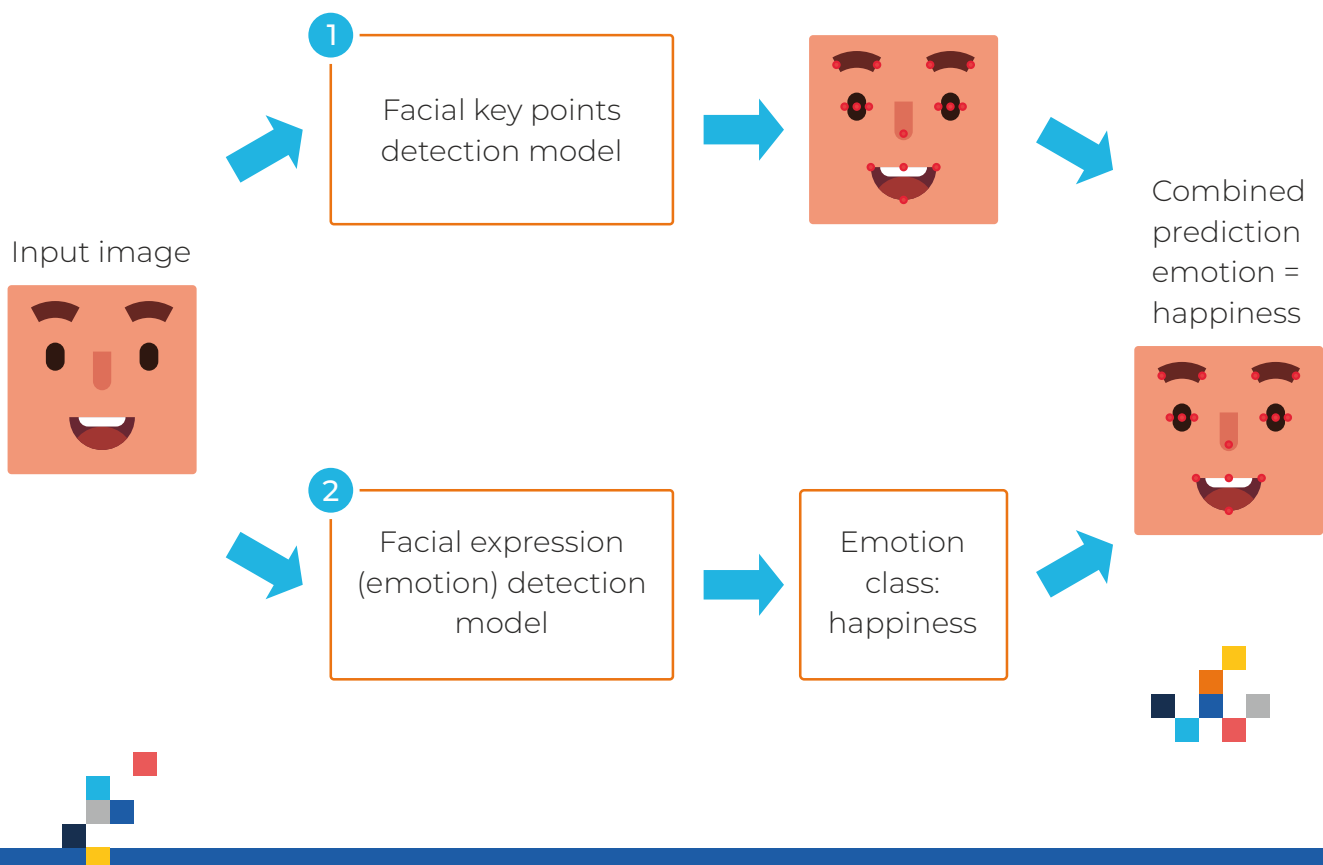 1
Facial key points
detection model
Input image
Combined
prediction
emotion =
happiness
2
Facial expression
(emotion) detection
model
Emotion
class:
happiness